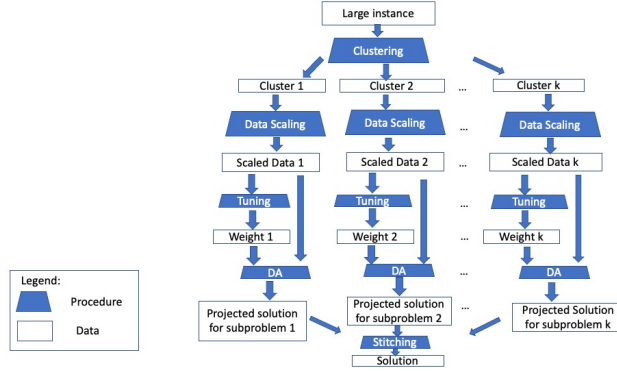 Large instance
Clustering
Cluster 1
Cluster 2
...
Cluster k
Data Scaling
Data Scaling
...
Data Scaling
Scaled Data 1
Scaled Data 2
...
Scaled Data k
Tuning
Tuning
...
Tuning
Weight 1
Weight 2
...
Weight k
DA
DA
...
DA
Projected solution
for subproblem 1
Projected solution
for subproblem 2
...
Projected Solution
for subproblem k
Stitching
Solution
Legend:
Procedure
Data